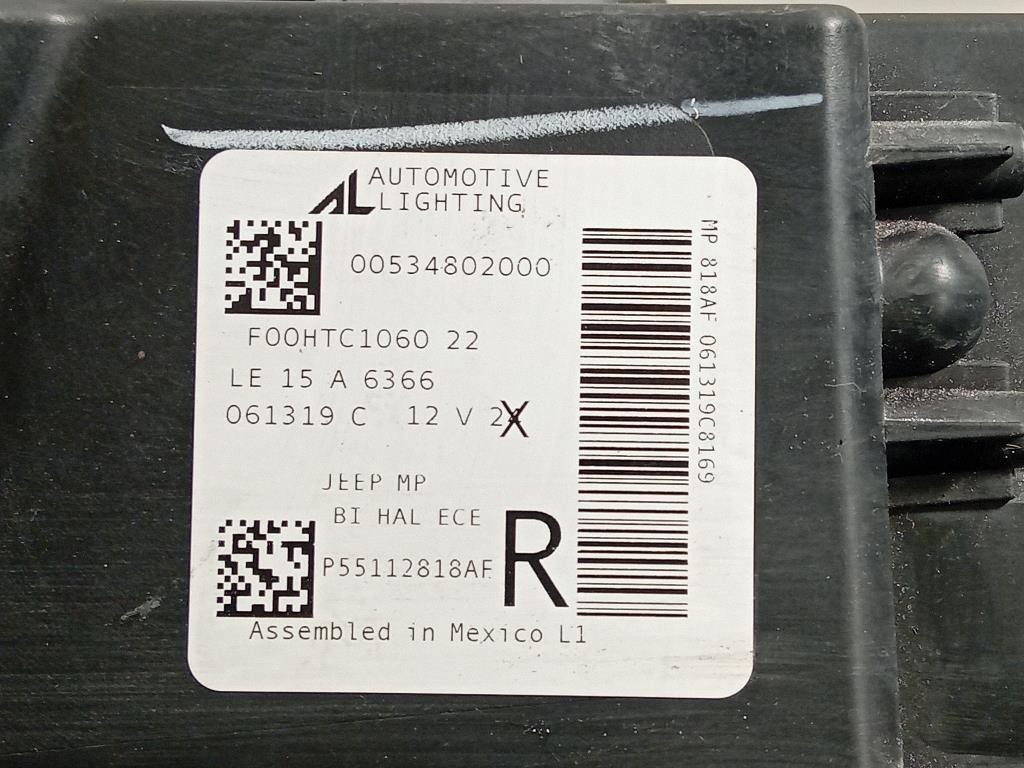 AL AUTOMOTIVE
LIGHTING
00534802000
F00HTC1060 22
LE 15 A 6366
061319 C 12 V
JEEP MP
BI HAL ECE
P55112818AF R
Assembled in Mexico L1
MP 818AF 061319C8169